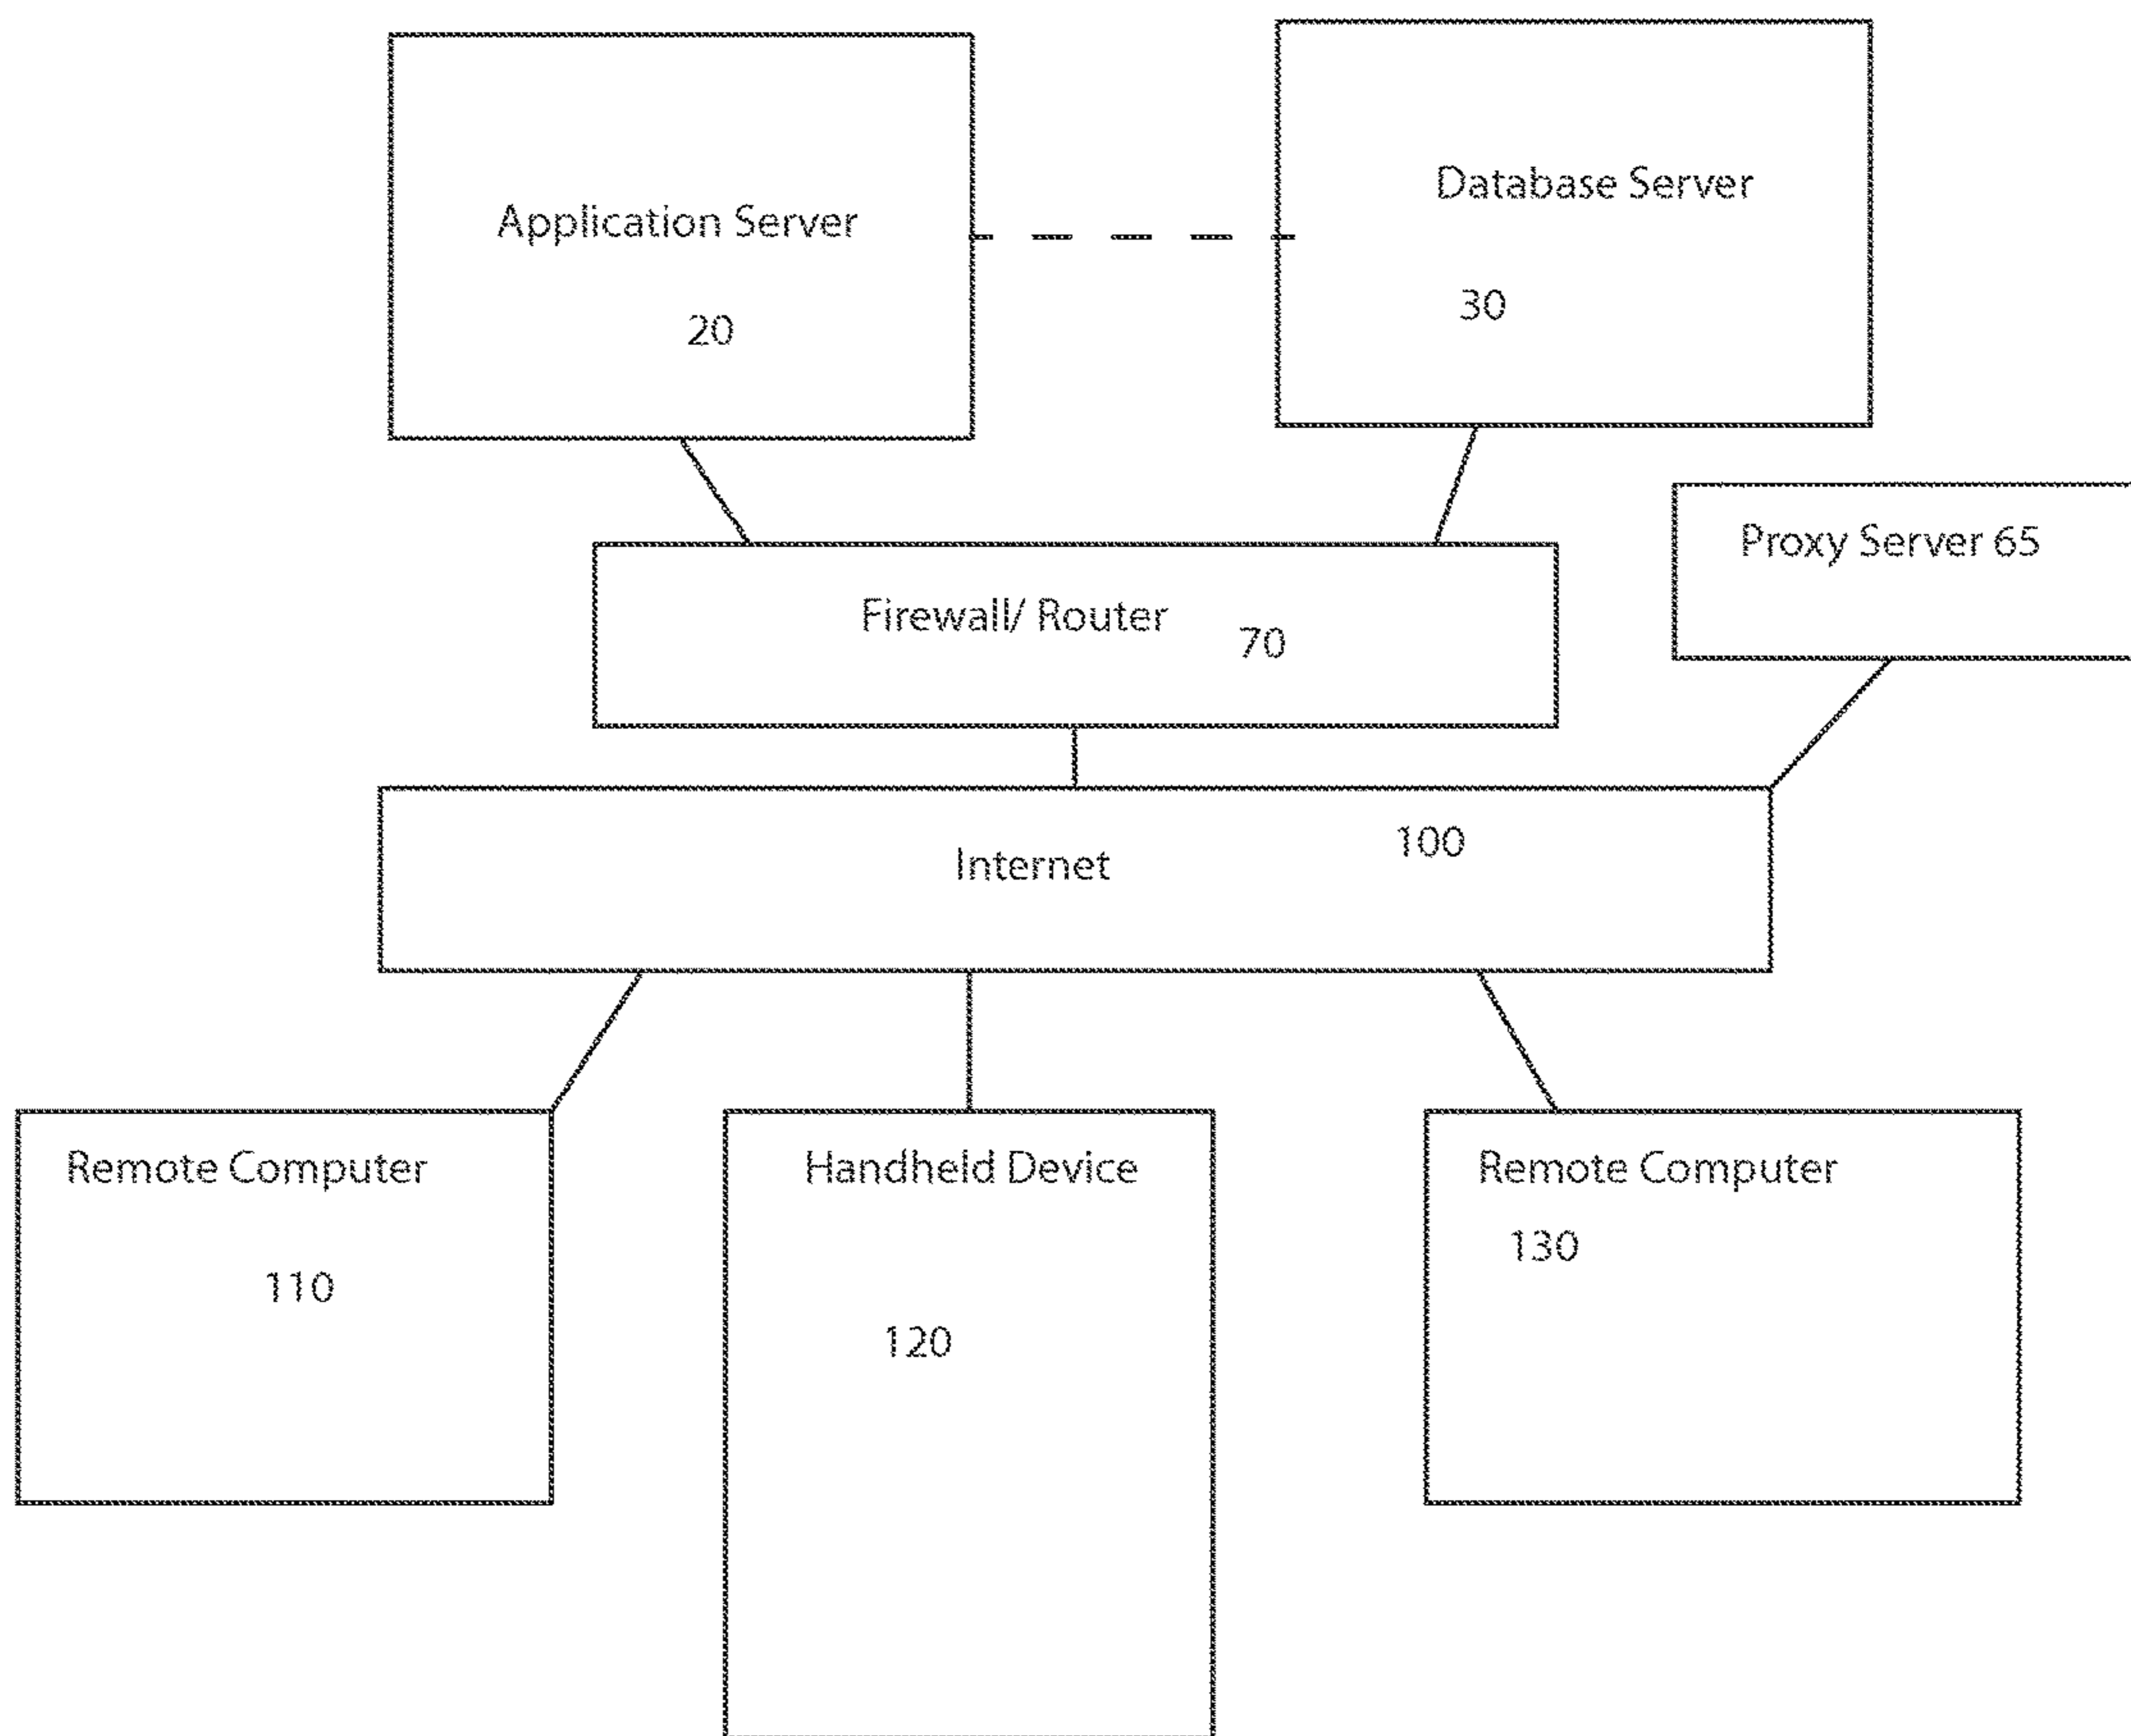 Application Server
20
Database Server
30
Proxy Server 65
Firewall/ Router
70
Internet
100
Remote Computer
110
Handheld Device
120
Remote Computer
130